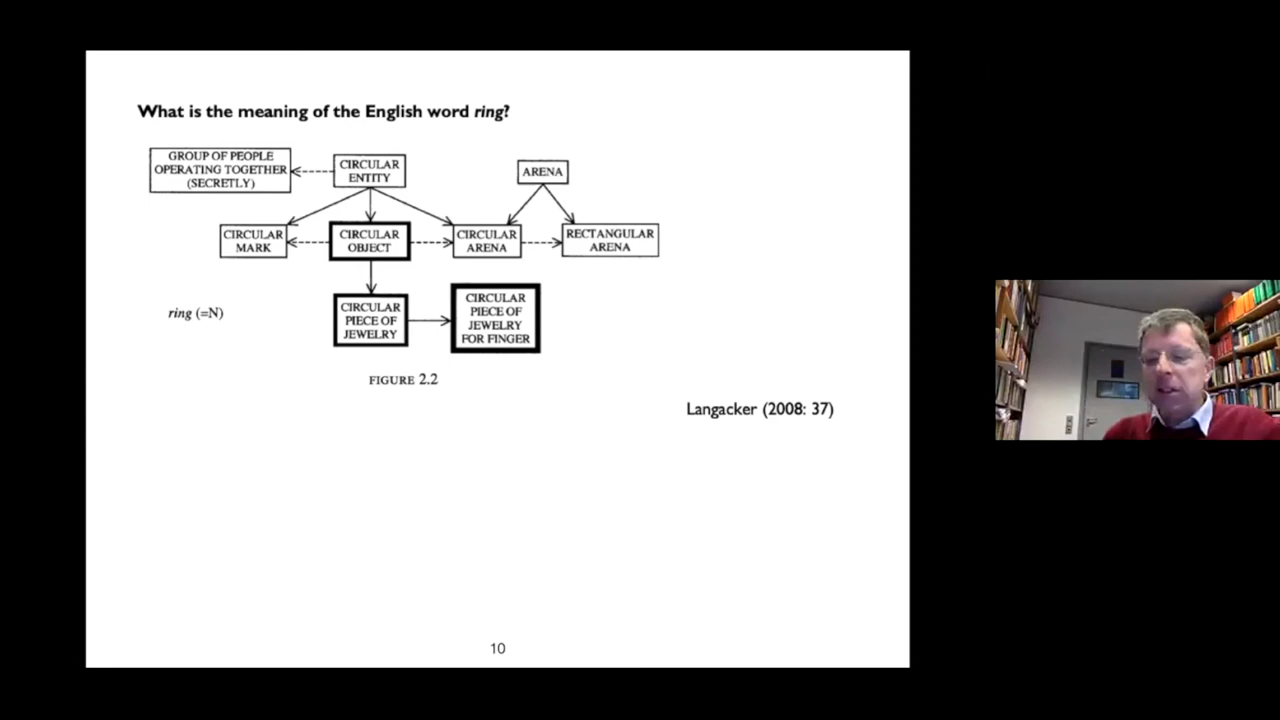 What is the meaning of the English word ring?
GROUP OF PEOPLE
OPERATING TOGETHER
(SECRETLY)
CIRCULAR
ENTITY
ARENA
CIRCULAR
MARK
CIRCULAR
OBJECT
CIRCULAR
ARENA
RECTANGULAR
ARENA
ring (=N)
CIRCULAR
PIECE OF
JEWELRY
CIRCULAR
PIECE OF
JEWELRY
FOR FINGER
FIGURE 2.2
Langacker (2008: 37)
10